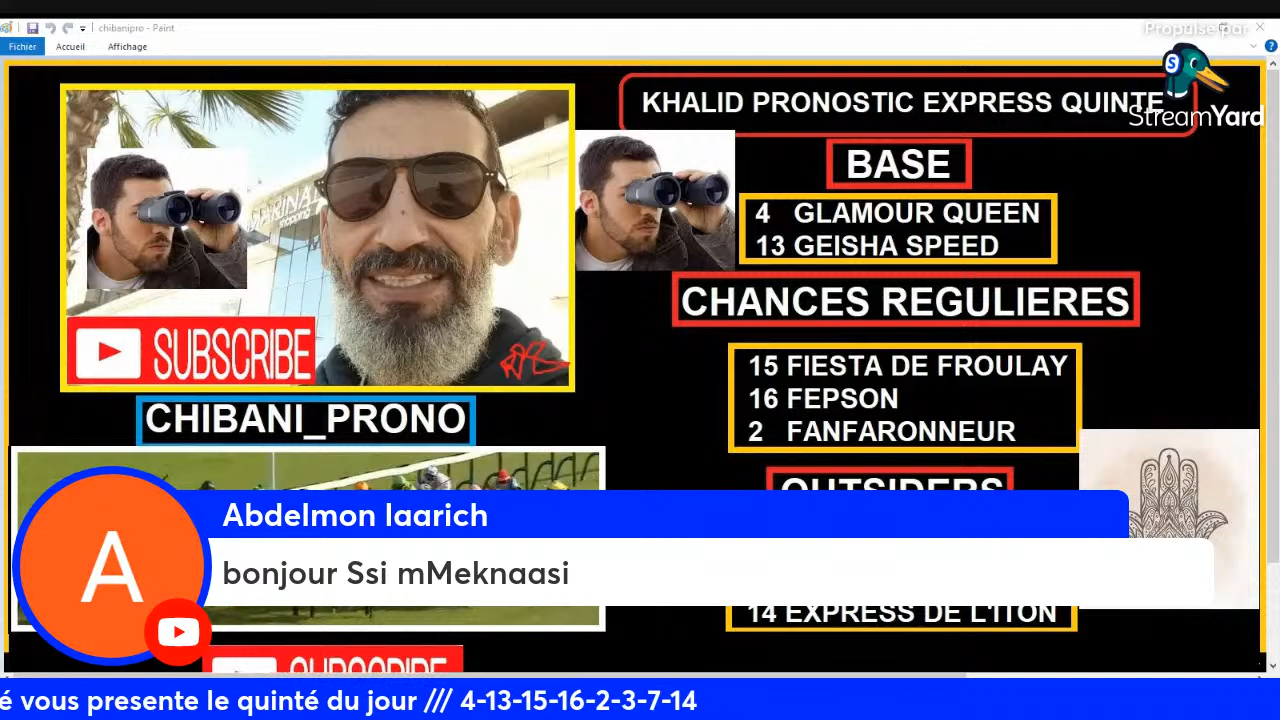 chibanipro - Paint
Fichier
Accueil
Affichage
Propulsé par
StreamYard
KHALID PRONOSTIC EXPRESS QUINTE
BASE
4 GLAMOUR QUEEN
13 GEISHA SPEED
CHANCES REGULIERES
15 FIESTA DE FROULAY
16 FEPSON
2 FANFARONNEUR
OUTSIDERS
14 EXPRESS DE L'ITON
SUBSCRIBE
CHIBANI_PRONO
Abdelmon laarich
A
bonjour Ssi mMeknaasi
SUBSCRIBE
é vous presente le quinté du jour /// 4-13-15-16-2-3-7-14